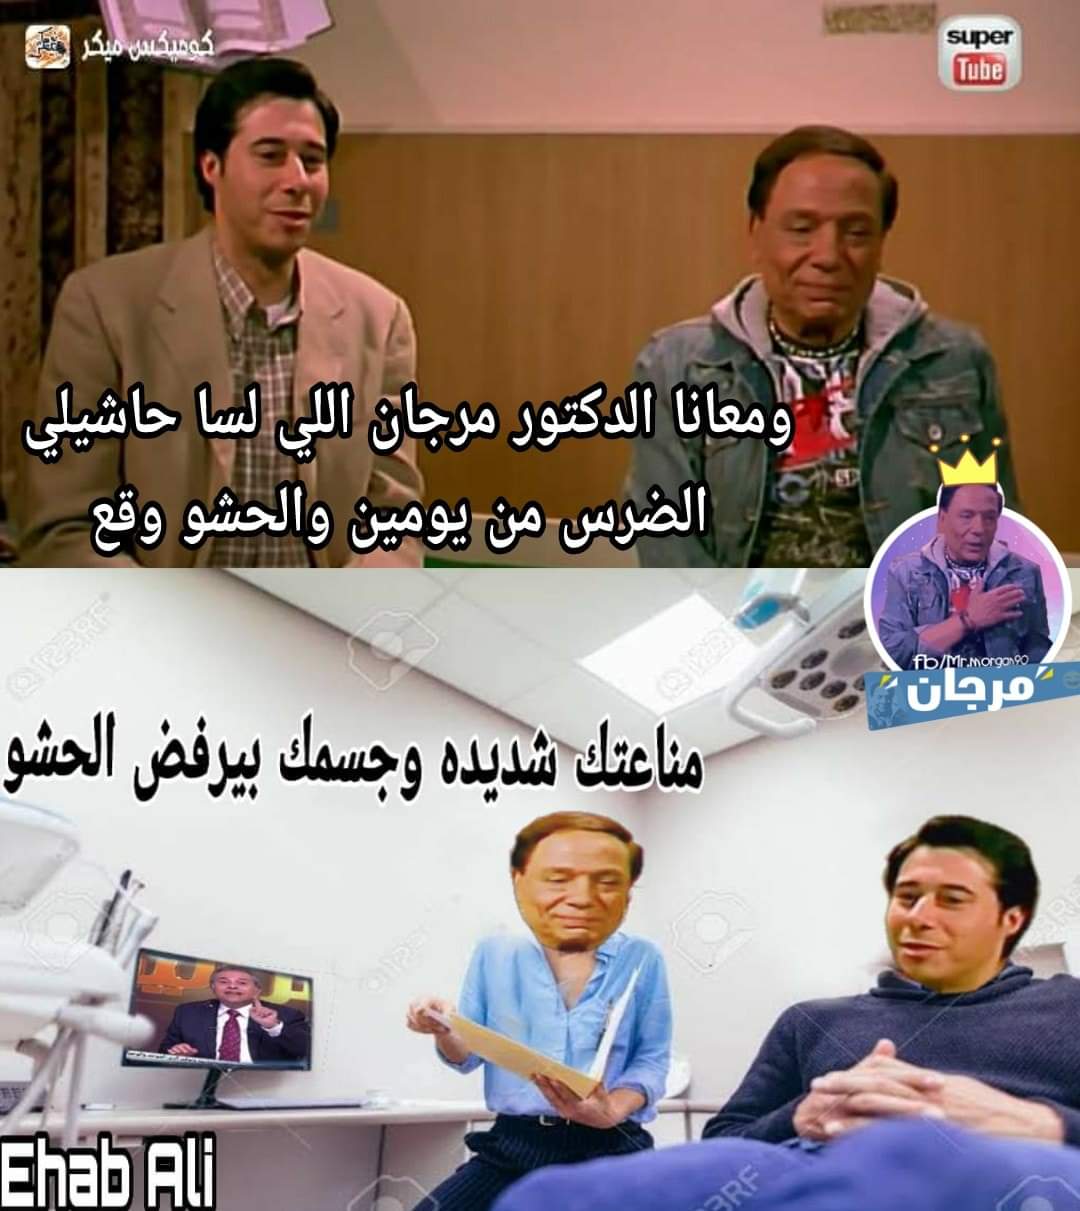 كوميكس ميكر
super
Tube
ومعانا الدكتور مرجان اللي لسا حاشيلي
الضرس من يومين والحشو وقع
fb/Mr.morgan90
مرجان
مناعتك شديده وجسمك بيرفض الحشو
123RF
Ehab Ali